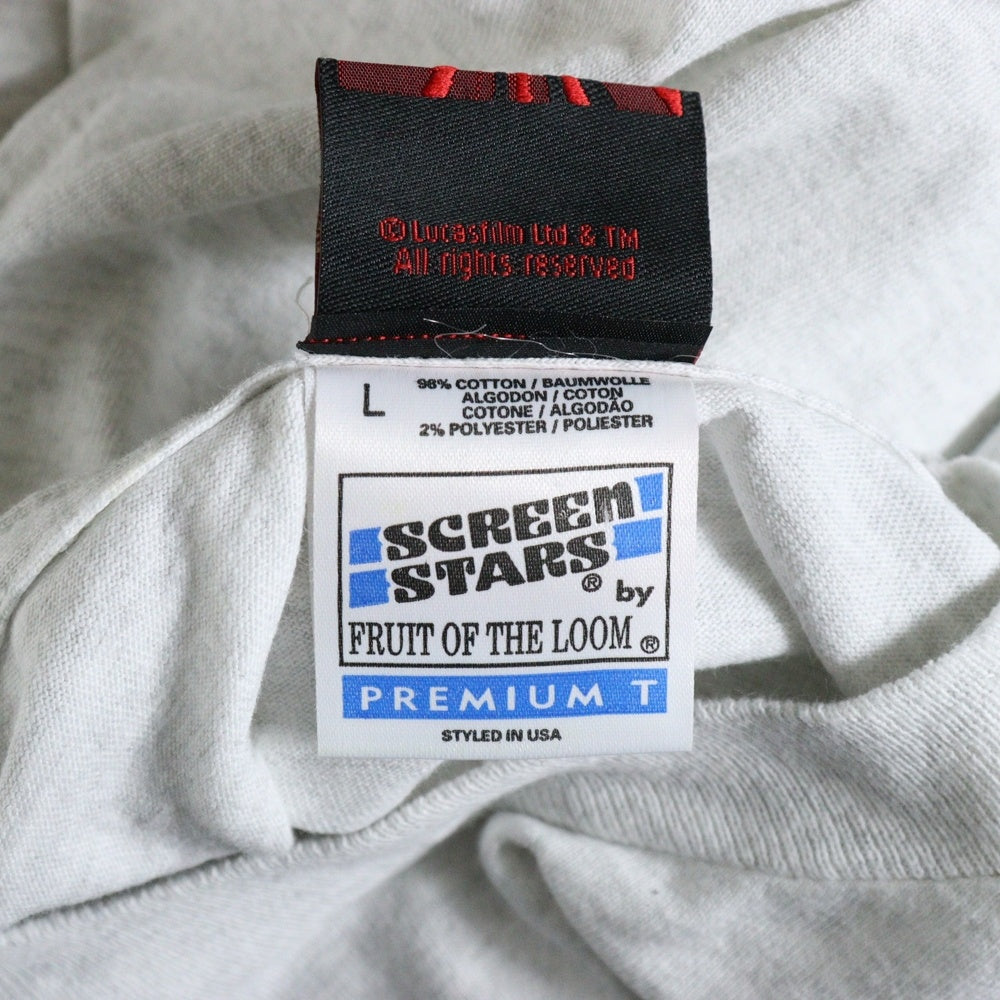 © Lucasfilm Ltd & TM
All rights reserved
L
98% COTTON / BAUMWOLLE
ALGODON / COTON
COTONE / ALGODÃO
2% POLYESTER / POLIESTER
SCREEN
STARS® by
FRUIT OF THE LOOM®
PREMIUM T
STYLED IN USA